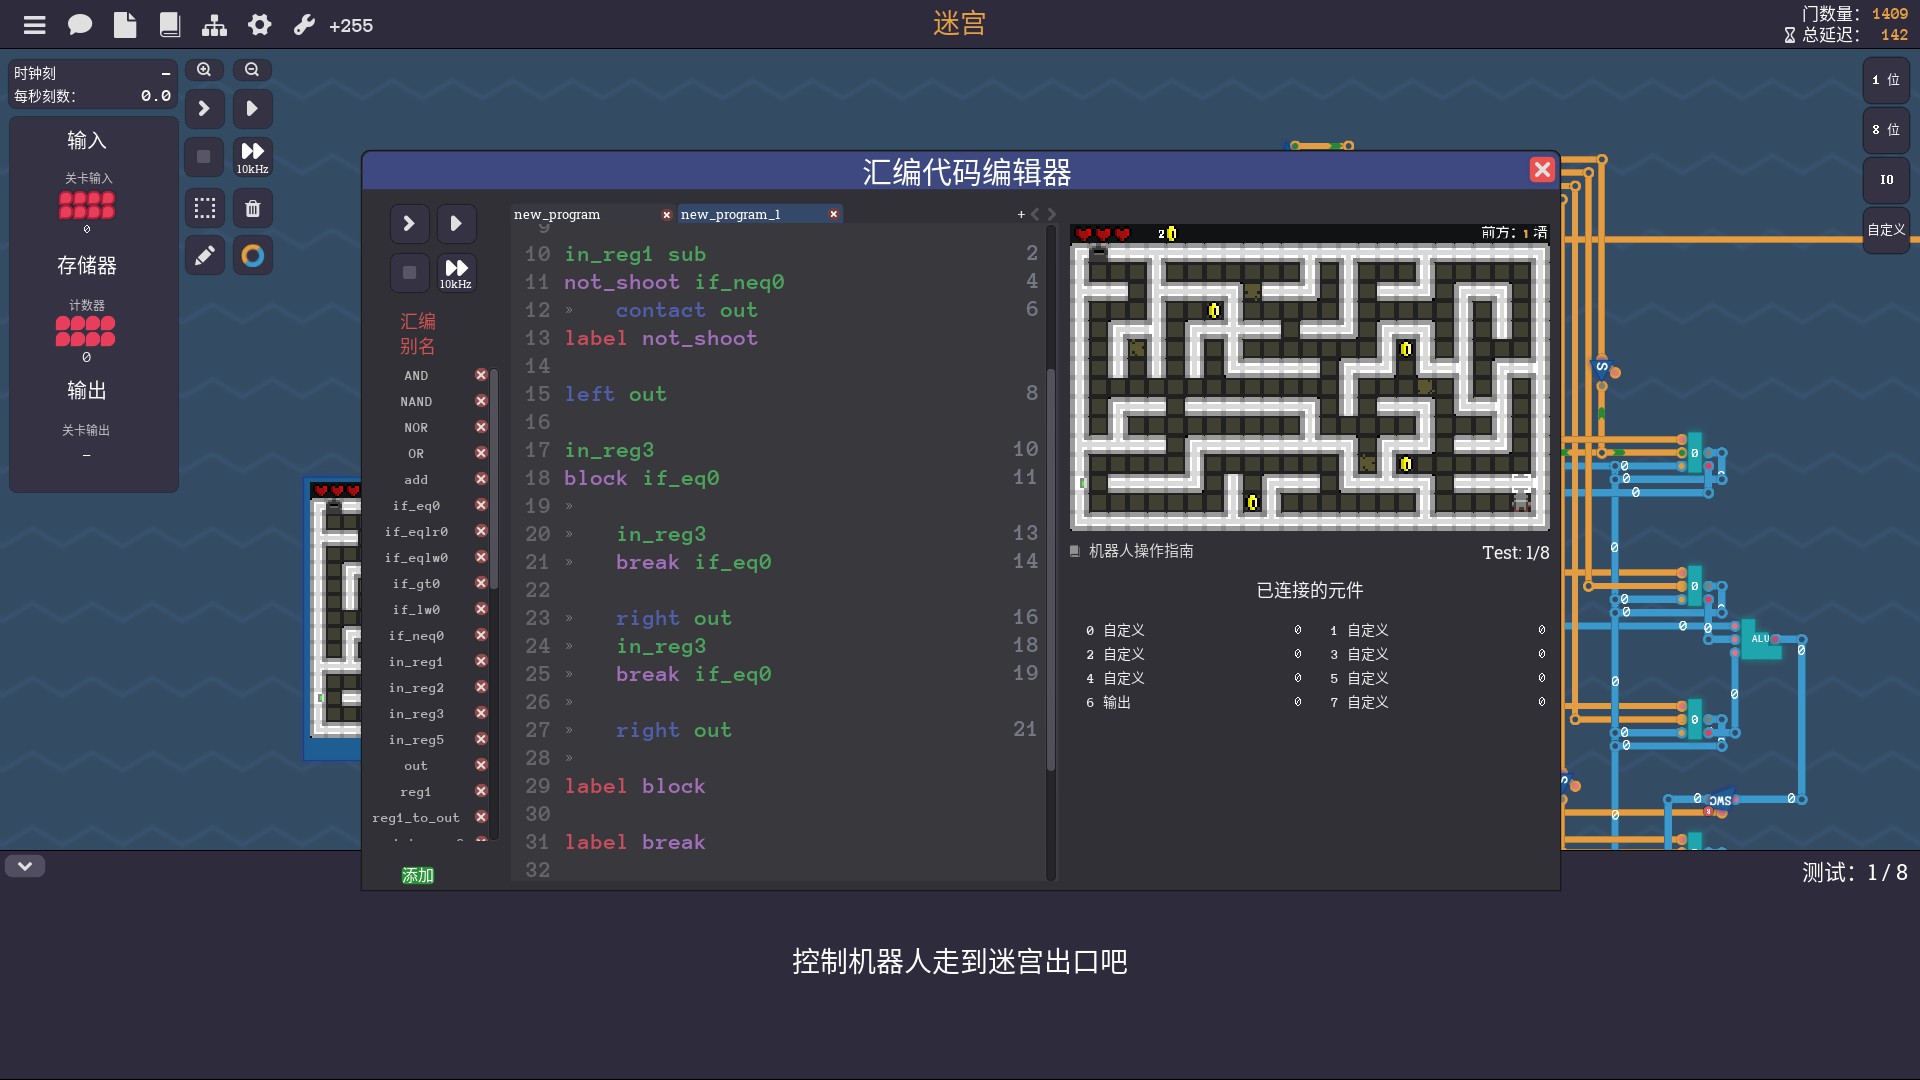 +255
迷宫
门数量: 1409
总延迟: 142
时钟刻 –
每秒刻数: 0.0
10kHz
输入
关卡输入
0
存储器
计数器
0
输出
关卡输出
–
1 位
8 位
IO
自定义
汇编代码编辑器
new_program
new_program_1
+
10kHz
汇编
别名
AND
NAND
NOR
OR
add
if_eq0
if_eqlr0
if_eqlw0
if_gt0
if_lw0
if_neq0
in_reg1
in_reg2
in_reg3
in_reg5
out
reg1
reg1_to_out
添加
9
10 in_reg1 sub 2
11 not_shoot if_neq0 4
12 » contact out 6
13 label not_shoot
14
15 left out 8
16
17 in_reg3 10
18 block if_eq0 11
19 »
20 » in_reg3 13
21 » break if_eq0 14
22
23 » right out 16
24 » in_reg3 18
25 » break if_eq0 19
26 »
27 » right out 21
28 »
29 label block
30
31 label break
32
2
前方: 1 墙
机器人操作指南
Test: 1/8
已连接的元件
0 自定义 0 1 自定义 0
2 自定义 0 3 自定义 0
4 自定义 0 5 自定义 0
6 输出 0 7 自定义 0
S
ALU
SWC
测试: 1 / 8
控制机器人走到迷宫出口吧